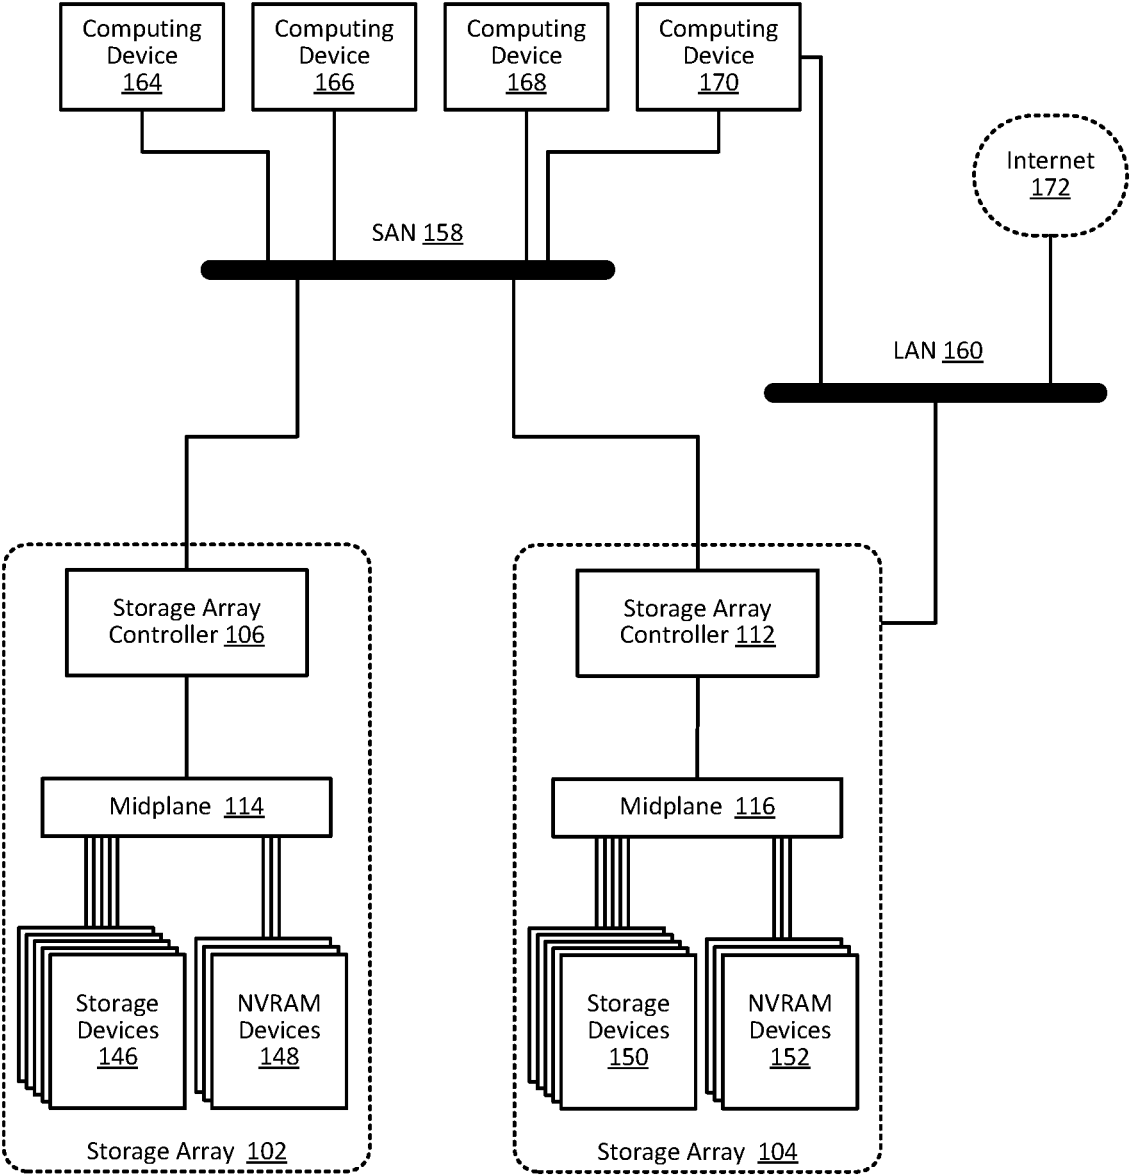 Computing
Device
164
Computing
Device
166
Computing
Device
168
Computing
Device
170
Internet
172
SAN 158
LAN 160
Storage Array
Controller 106
Storage Array
Controller 112
Midplane 114
Midplane 116
Storage
Devices
146
NVRAM
Devices
148
Storage
Devices
150
NVRAM
Devices
152
Storage Array 102
Storage Array 104